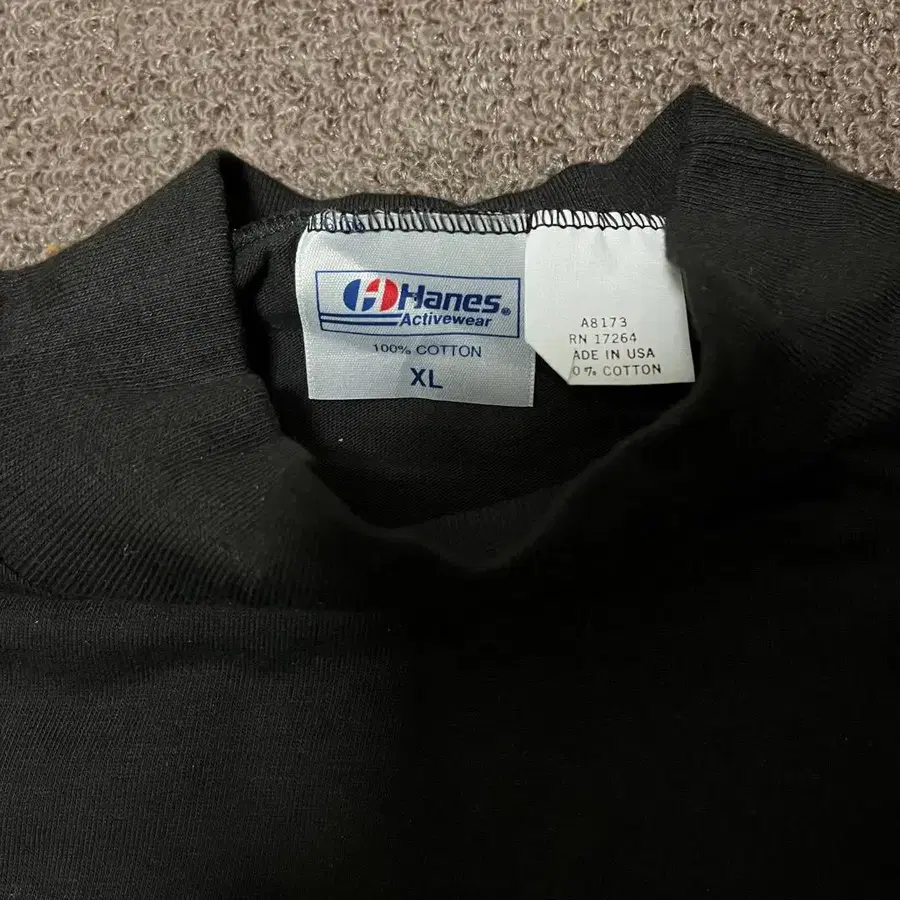 Hanes®
Activewear
100% COTTON
XL
A8173
RN 17264
ADE IN USA
0% COTTON